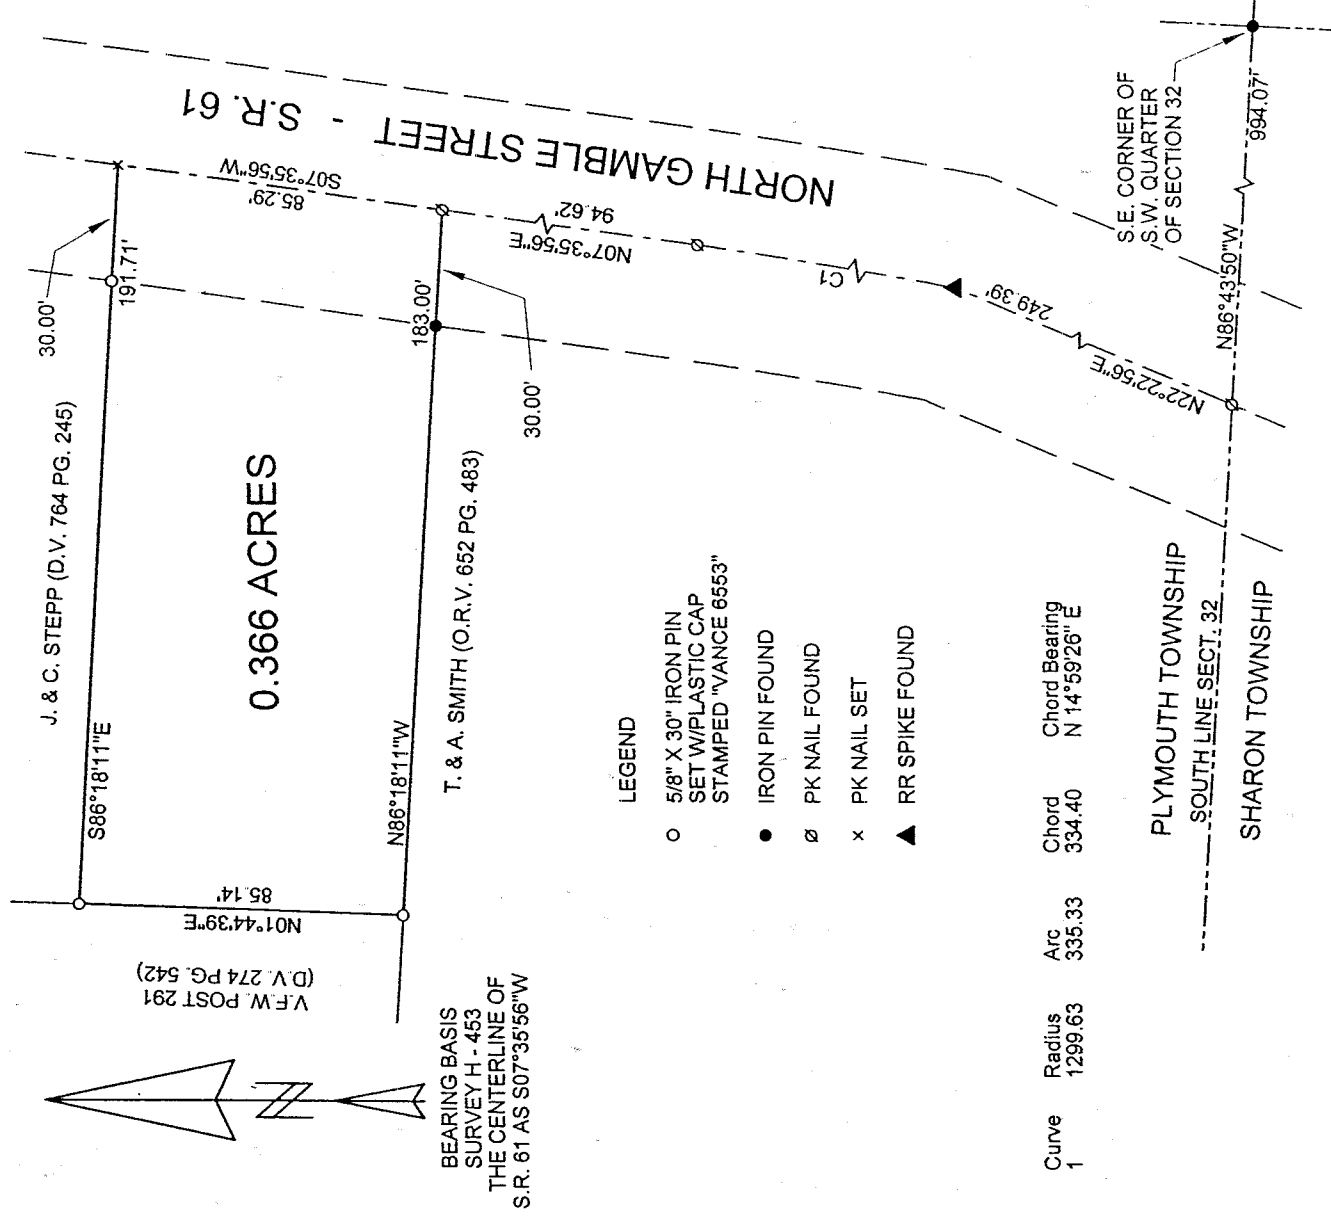 NORTH GAMBLE STREET - S.R. 61
30.00'
191.71'
S07°35'56"W
85.29'
J. & C. STEPP (D.V. 764 PG. 245)
S86°18'11"E
0.366 ACRES
183.00'
30.00'
N86°18'11"W
T. & A. SMITH (O.R.V. 652 PG. 483)
85.14'
N01°44'39"E
V.F.W. POST 291
(D.V. 274 PG. 542)
94.62'
N07°35'56"E
C1
249.39'
N22°22'56"E
S.E. CORNER OF
S.W. QUARTER
OF SECTION 32
994.07'
N86°43'50"W
BEARING BASIS
SURVEY H - 453
THE CENTERLINE OF
S.R. 61 AS S07°35'56"W
LEGEND
5/8" X 30" IRON PIN
SET W/PLASTIC CAP
STAMPED "VANCE 6553"
IRON PIN FOUND
PK NAIL FOUND
PK NAIL SET
RR SPIKE FOUND
Curve Radius Arc Chord Chord Bearing
1 1299.63 335.33 334.40 N 14°59'26" E
PLYMOUTH TOWNSHIP
SOUTH LINE SECT. 32
SHARON TOWNSHIP